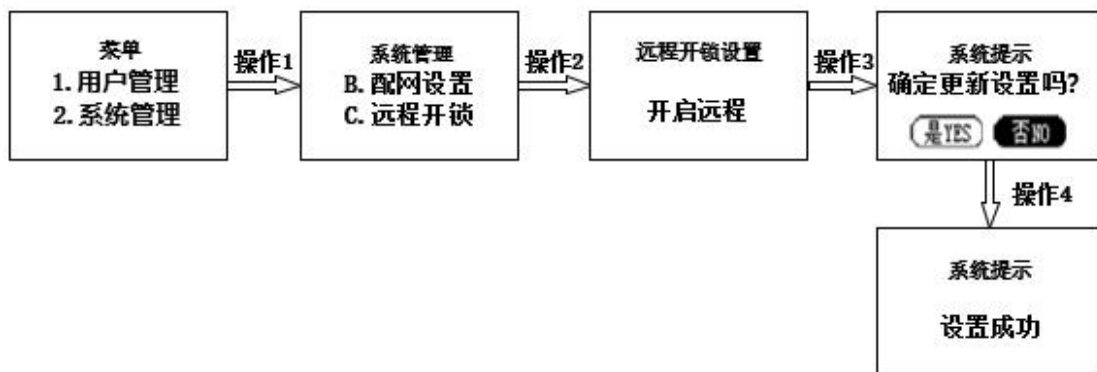 菜单
1.用户管理
2.系统管理
操作1
系统管理
B.配网设置
C.远程开锁
操作2
远程开锁设置
开启远程
操作3
系统提示
确定更新设置吗?
是YES 否NO
操作4
系统提示
设置成功